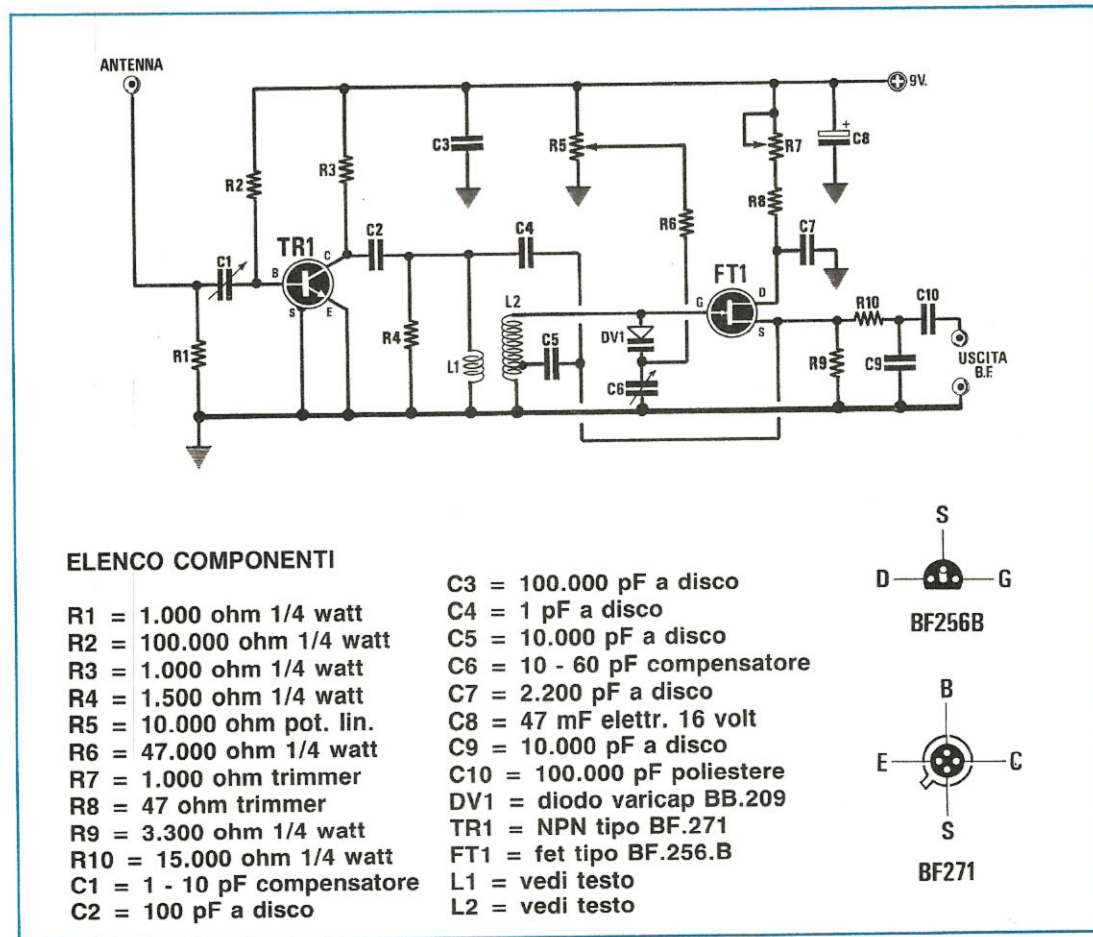 ANTENNA
9V.
R2
R3
C3
R5
R7
C8
+
R6
R8
C1
TR1
B
C
S
E
C2
C4
C7
FT1
G
D
S
R10
C10
R1
R4
L1
L2
C5
DV1
C6
R9
C9
USCITA
B.F.
ELENCO COMPONENTI
R1 = 1.000 ohm 1/4 watt
R2 = 100.000 ohm 1/4 watt
R3 = 1.000 ohm 1/4 watt
R4 = 1.500 ohm 1/4 watt
R5 = 10.000 ohm pot. lin.
R6 = 47.000 ohm 1/4 watt
R7 = 1.000 ohm trimmer
R8 = 47 ohm trimmer
R9 = 3.300 ohm 1/4 watt
R10 = 15.000 ohm 1/4 watt
C1 = 1 - 10 pF compensatore
C2 = 100 pF a disco
C3 = 100.000 pF a disco
C4 = 1 pF a disco
C5 = 10.000 pF a disco
C6 = 10 - 60 pF compensatore
C7 = 2.200 pF a disco
C8 = 47 mF elettr. 16 volt
C9 = 10.000 pF a disco
C10 = 100.000 pF poliestere
DV1 = diodo varicap BB.209
TR1 = NPN tipo BF.271
FT1 = fet tipo BF.256.B
L1 = vedi testo
L2 = vedi testo
S
D
G
BF256B
B
E
C
S
BF271